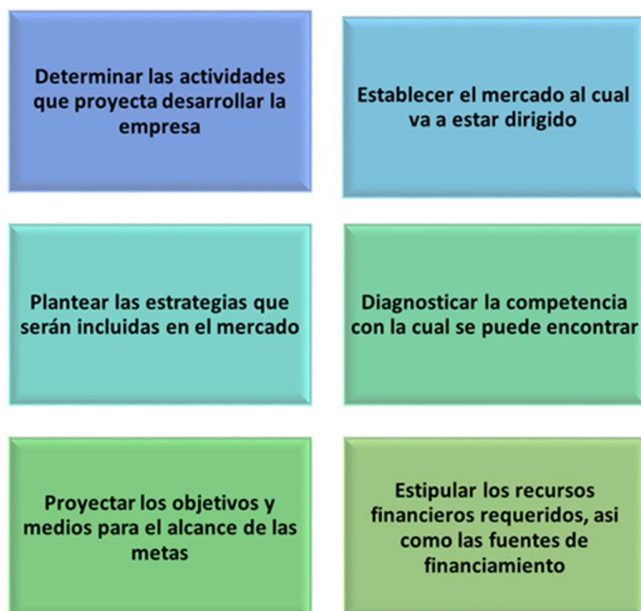 Determinar las actividades
que proyecta desarrollar la
empresa
Establecer el mercado al cual
va a estar dirigido
Plantear las estrategias que
serán incluidas en el mercado
Diagnosticar la competencia
con la cual se puede encontrar
Proyectar los objetivos y
medios para el alcance de las
metas
Estipular los recursos
financieros requeridos, asi
como las fuentes de
financiamiento